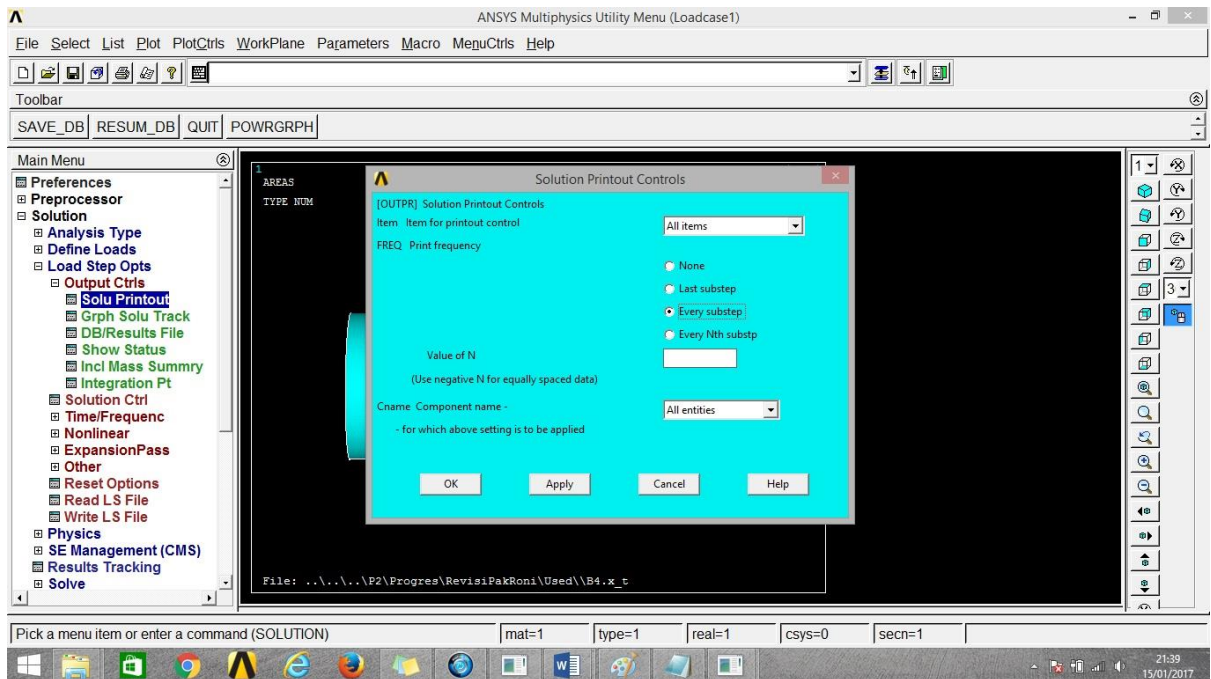 ANSYS Multiphysics Utility Menu (Loadcase1)
File Select List Plot PlotCtrls WorkPlane Parameters Macro MenuCtrls Help
Toolbar
SAVE_DB RESUM_DB QUIT POWRGRPH
Main Menu
Preferences
Preprocessor
Solution
Analysis Type
Define Loads
Load Step Opts
Output Ctrls
Solu Printout
Grph Solu Track
DB/Results File
Show Status
Incl Mass Summry
Integration Pt
Solution Ctrl
Time/Frequenc
Nonlinear
ExpansionPass
Other
Reset Options
Read LS File
Write LS File
Physics
SE Management (CMS)
Results Tracking
Solve
1
AREAS
TYPE NUM
Solution Printout Controls
[OUTPR] Solution Printout Controls
Item Item for printout control All items
FREQ Print frequency
None
Last substep
Every substep
Every Nth substp
Value of N
(Use negative N for equally spaced data)
Cname Component name - All entities
- for which above setting is to be applied
OK Apply Cancel Help
File: ..\..\..\P2\Progres\RevisiPakRoni\Used\\B4.x_t
1
3
Pick a menu item or enter a command (SOLUTION) mat=1 type=1 real=1 csys=0 secn=1
21:39
15/01/2017